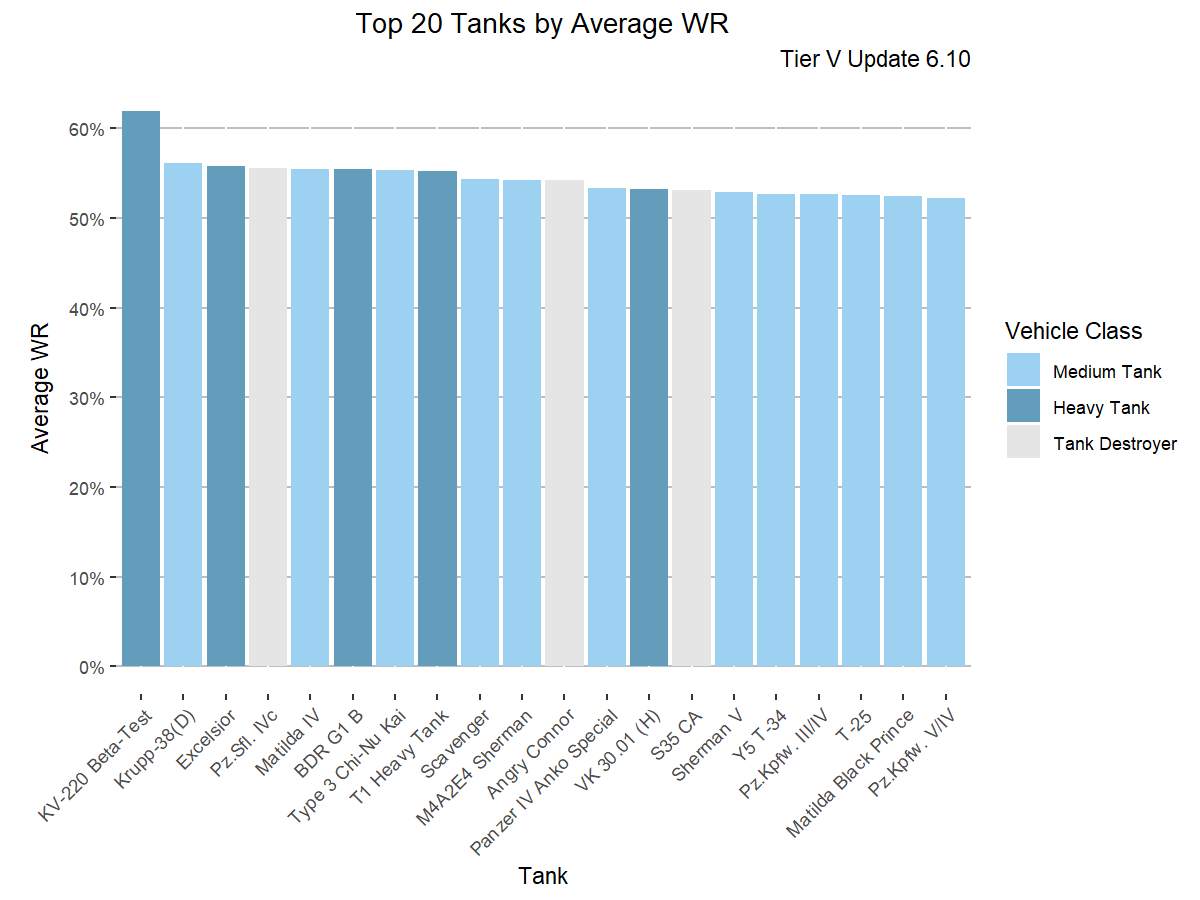 Top 20 Tanks by Average WR
Tier V Update 6.10
Average WR
60%
50%
40%
30%
20%
10%
0%
KV-220 Beta-Test
Krupp-38(D)
Excelsior
Pz.Sfl. IVc
Matilda IV
BDR G1 B
Type 3 Chi-Nu Kai
T1 Heavy Tank
Scavenger
M4A2E4 Sherman
Angry Connor
Panzer IV Anko Special
VK 30.01 (H)
S35 CA
Sherman V
Y5 T-34
Pz.Kpfw. III/IV
T-25
Matilda Black Prince
Pz.Kpfw. V/IV
Tank
Vehicle Class
Medium Tank
Heavy Tank
Tank Destroyer